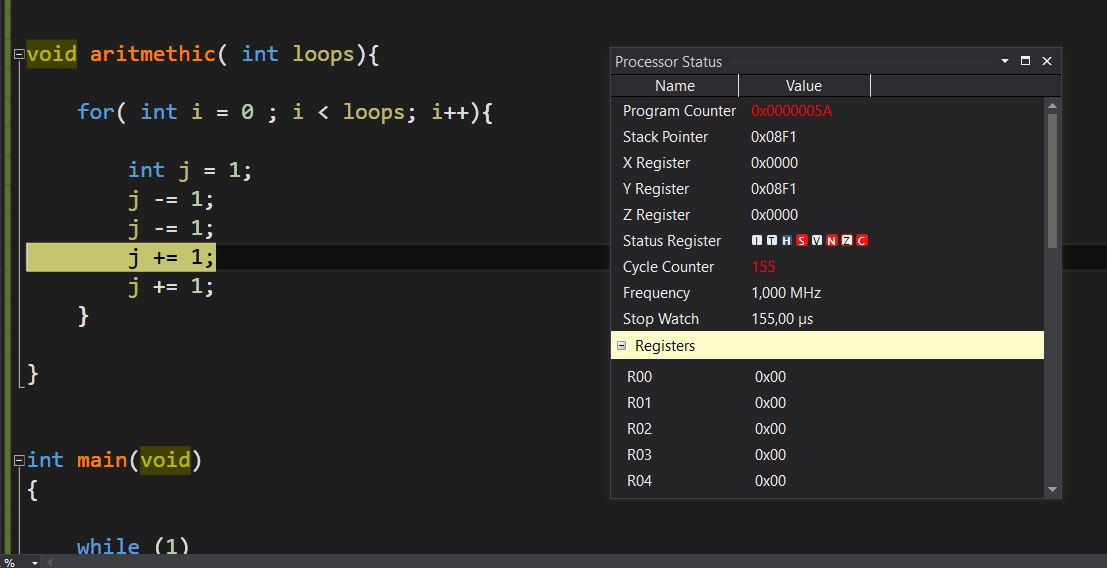 void aritmethic( int loops){
for( int i = 0 ; i < loops; i++){
int j = 1;
j -= 1;
j -= 1;
j += 1;
j += 1;
}
}
int main(void)
{
while (1)
%
Processor Status
Name Value
Program Counter 0x0000005A
Stack Pointer 0x08F1
X Register 0x0000
Y Register 0x08F1
Z Register 0x0000
Status Register I T H S V N Z C
Cycle Counter 155
Frequency 1,000 MHz
Stop Watch 155,00 µs
Registers
R00 0x00
R01 0x00
R02 0x00
R03 0x00
R04 0x00